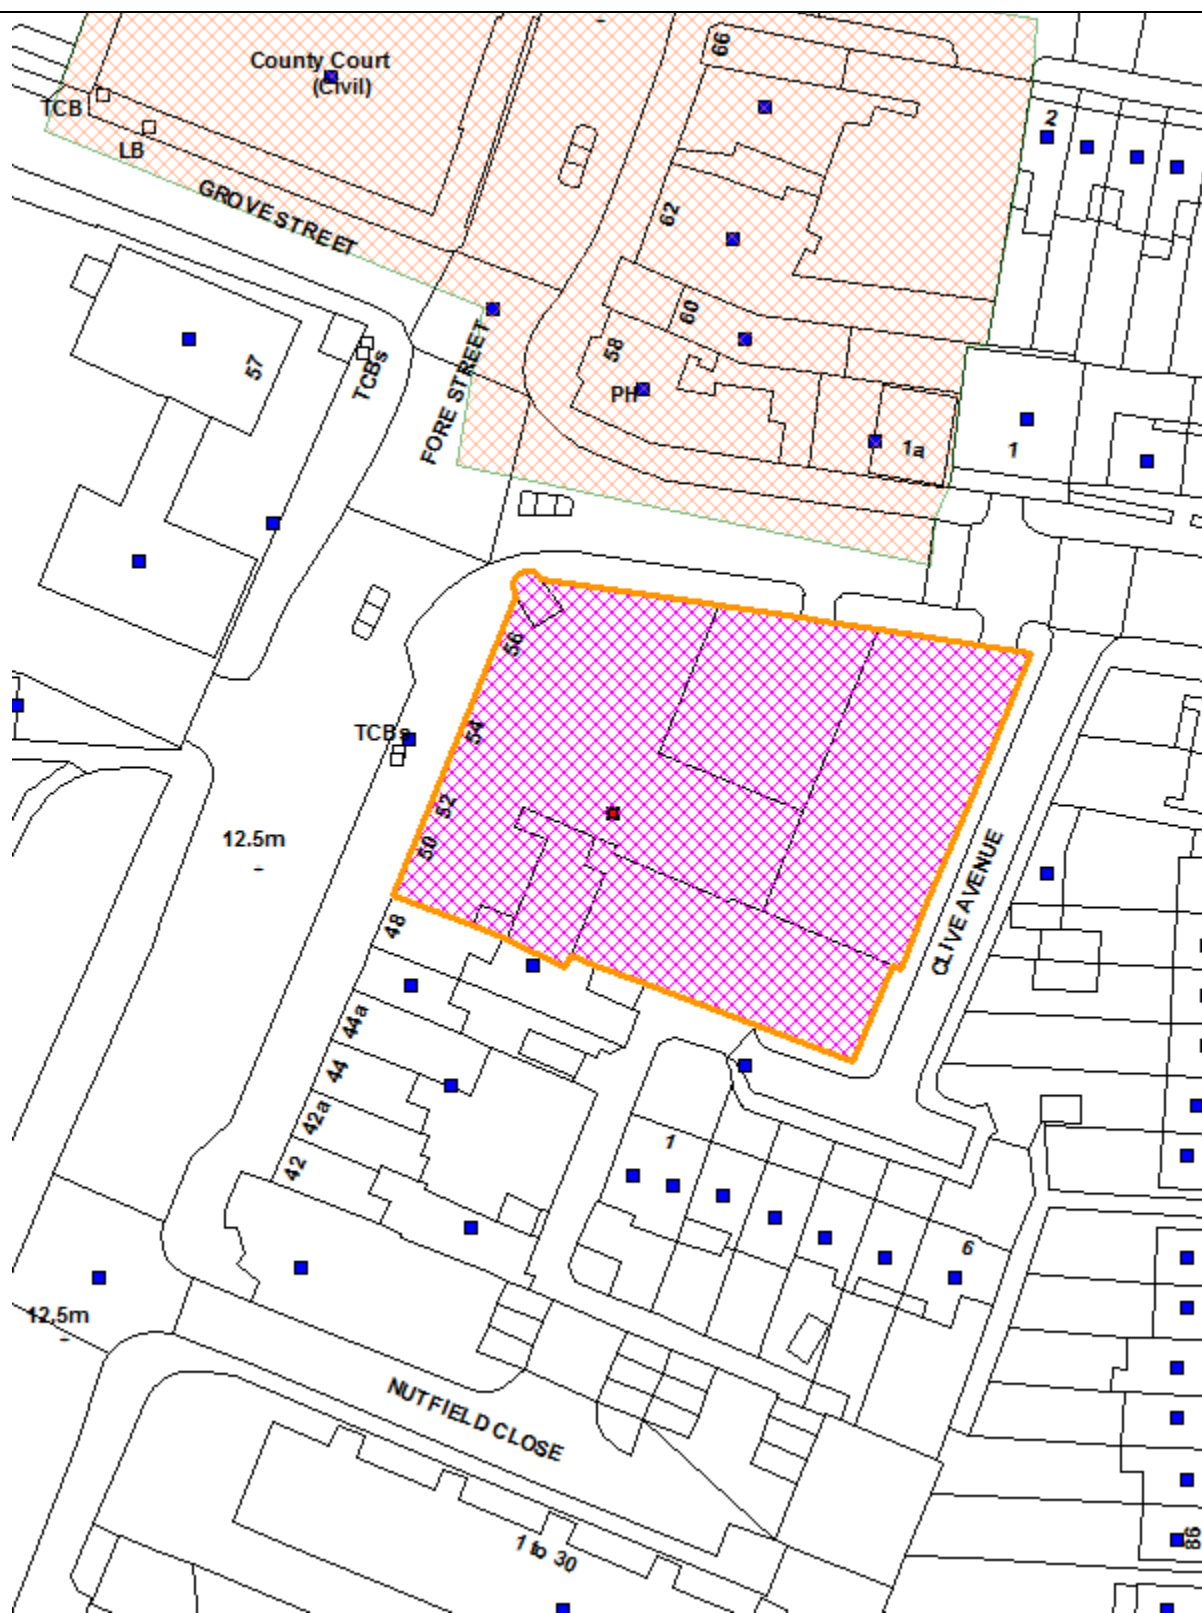 66
County Court
(Civil)
TCB
LB
2
GROVE STREET
62
60
58
57
TCBs
FORE STREET
PH
1a
1
56
54
TCBs
52
12.5m
50
CLIVE AVENUE
48
44a
44
42a
42
1
6
12.5m
NUTFIELD CLOSE
1 to 30
86